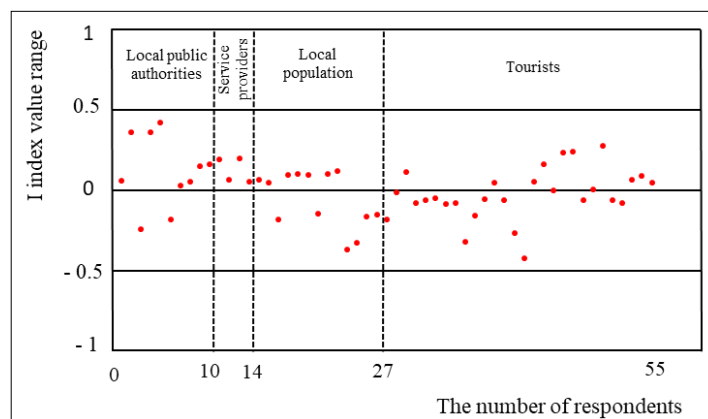 1
Local public
authorities
Service
providers
Local
population
Tourists
0.5
I index value range
0
- 0.5
- 1
0
10
14
27
55
The number of respondents